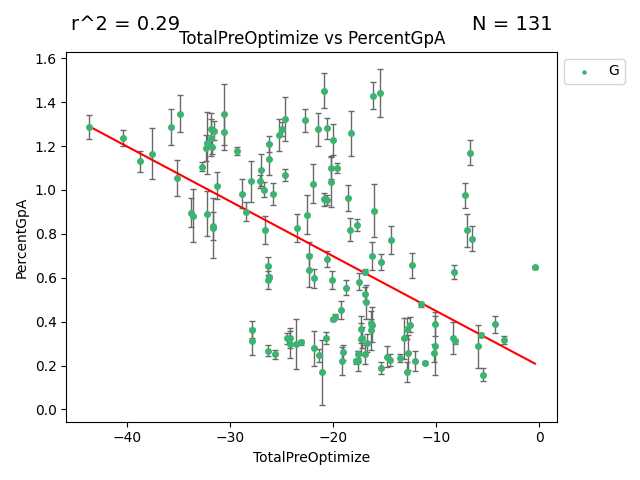 r^2 = 0.29
N = 131
TotalPreOptimize vs PercentGpA
G
1.6
1.4
1.2
1.0
0.8
0.6
0.4
0.2
0.0
PercentGpA
−40
−30
−20
−10
0
TotalPreOptimize